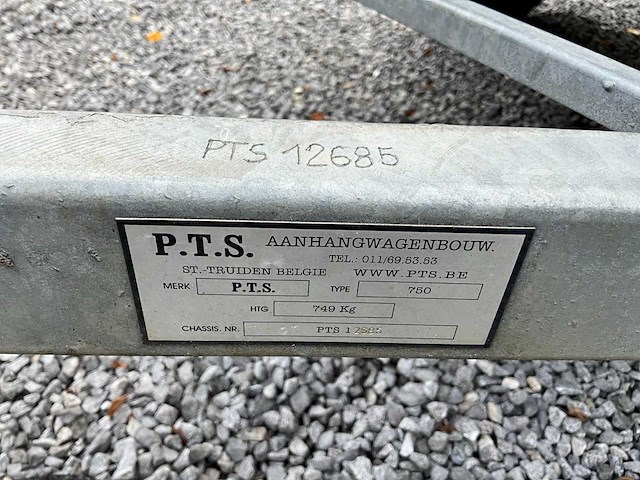 PTS 12685
P.T.S. AANHANGWAGENBOUW.
TEL.: 011/69.53.53
ST.-TRUIDEN BELGIE WWW.PTS.BE
MERK P.T.S. TYPE 750
HTG 749 Kg
CHASSIS. NR. PTS 12685